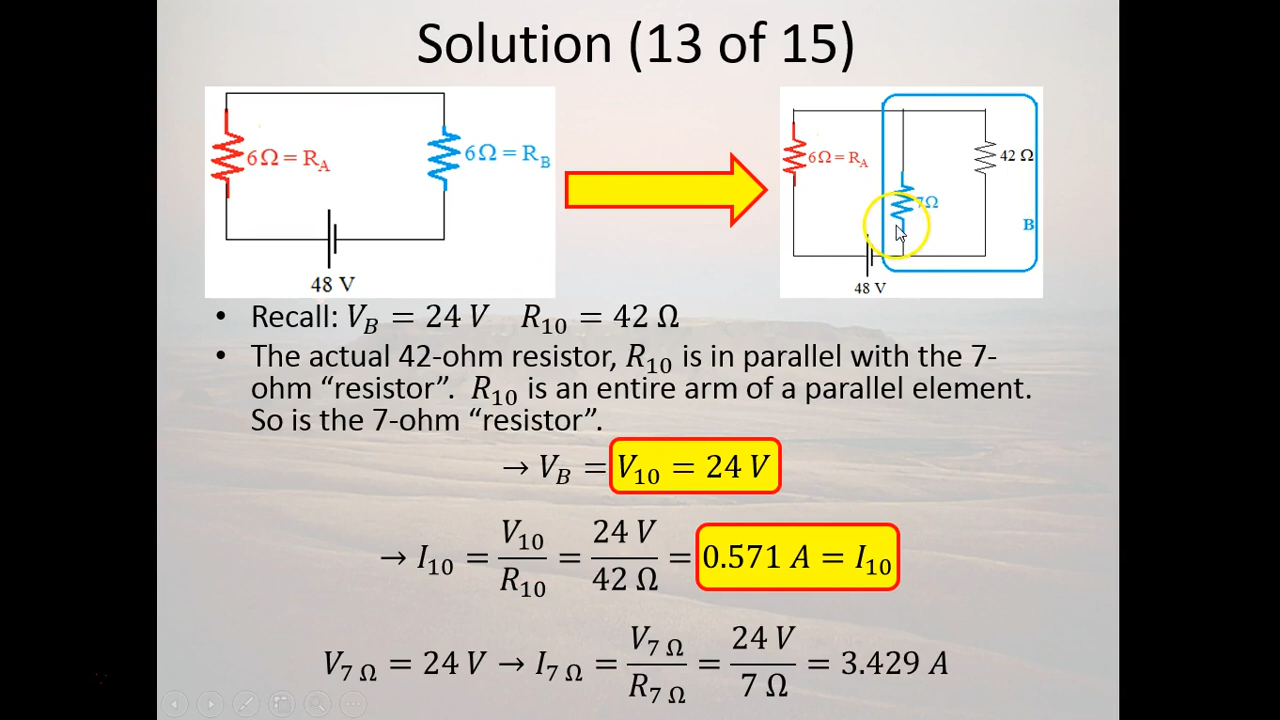 Solution (13 of 15)
6Ω = R_A
6Ω = R_B
48 V
6Ω = R_A
7Ω
42 Ω
B
48 V
• Recall: V_B = 24 V R_10 = 42 Ω
• The actual 42-ohm resistor, R_10 is in parallel with the 7-
ohm “resistor”. R_10 is an entire arm of a parallel element.
So is the 7-ohm “resistor”.
→ V_B = V_10 = 24 V
→ I_10 = V_10/R_10 = 24 V/42 Ω = 0.571 A = I_10
V_7 Ω = 24 V → I_7 Ω = V_7 Ω/R_7 Ω = 24 V/7 Ω = 3.429 A